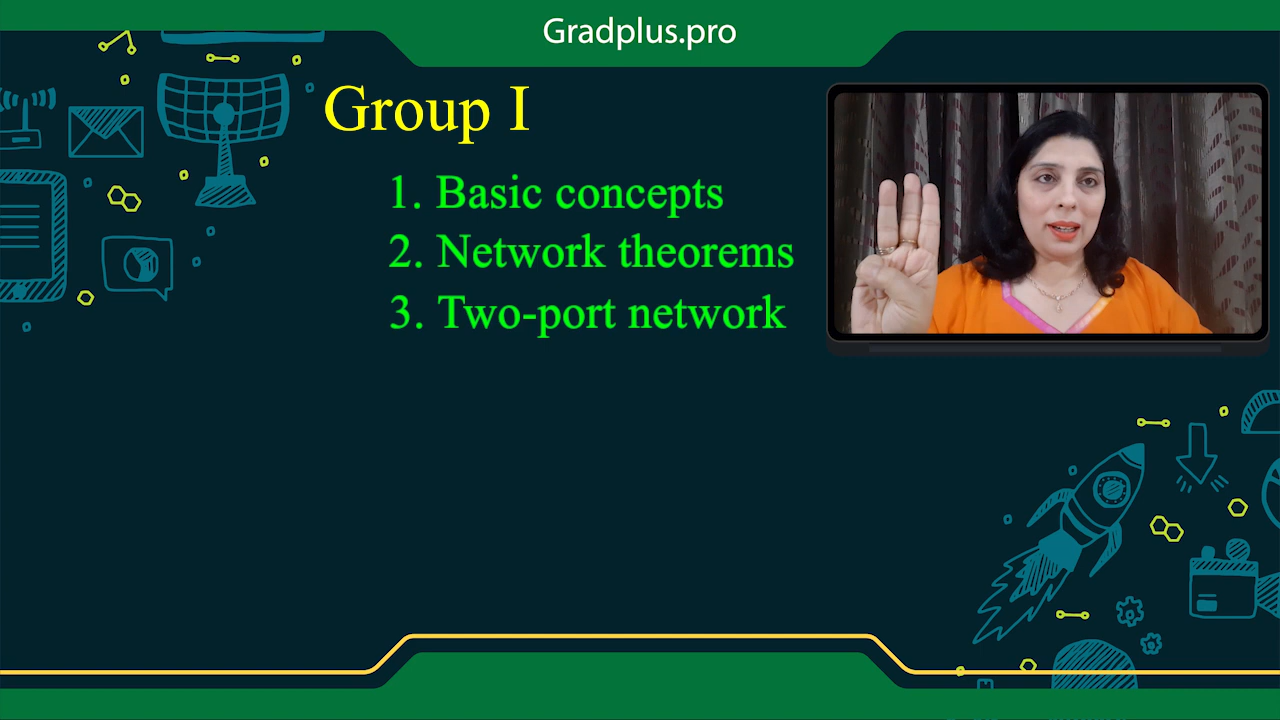 Gradplus.pro
Group I
1. Basic concepts
2. Network theorems
3. Two-port network